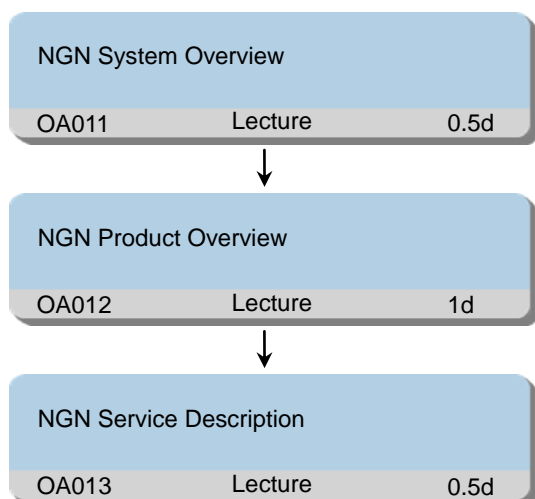 NGN System Overview
OA011 Lecture 0.5d
NGN Product Overview
OA012 Lecture 1d
NGN Service Description
OA013 Lecture 0.5d